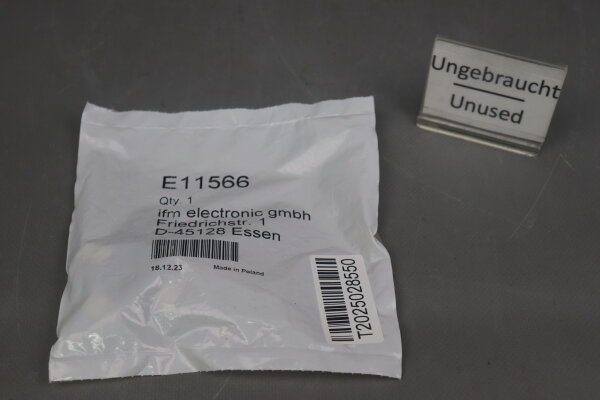 E11566
Qty. 1
ifm electronic gmbh
Friedrichstr. 1
D-45128 Essen
18.12.23 Made in Poland
T2025028550
Ungebraucht
Unused